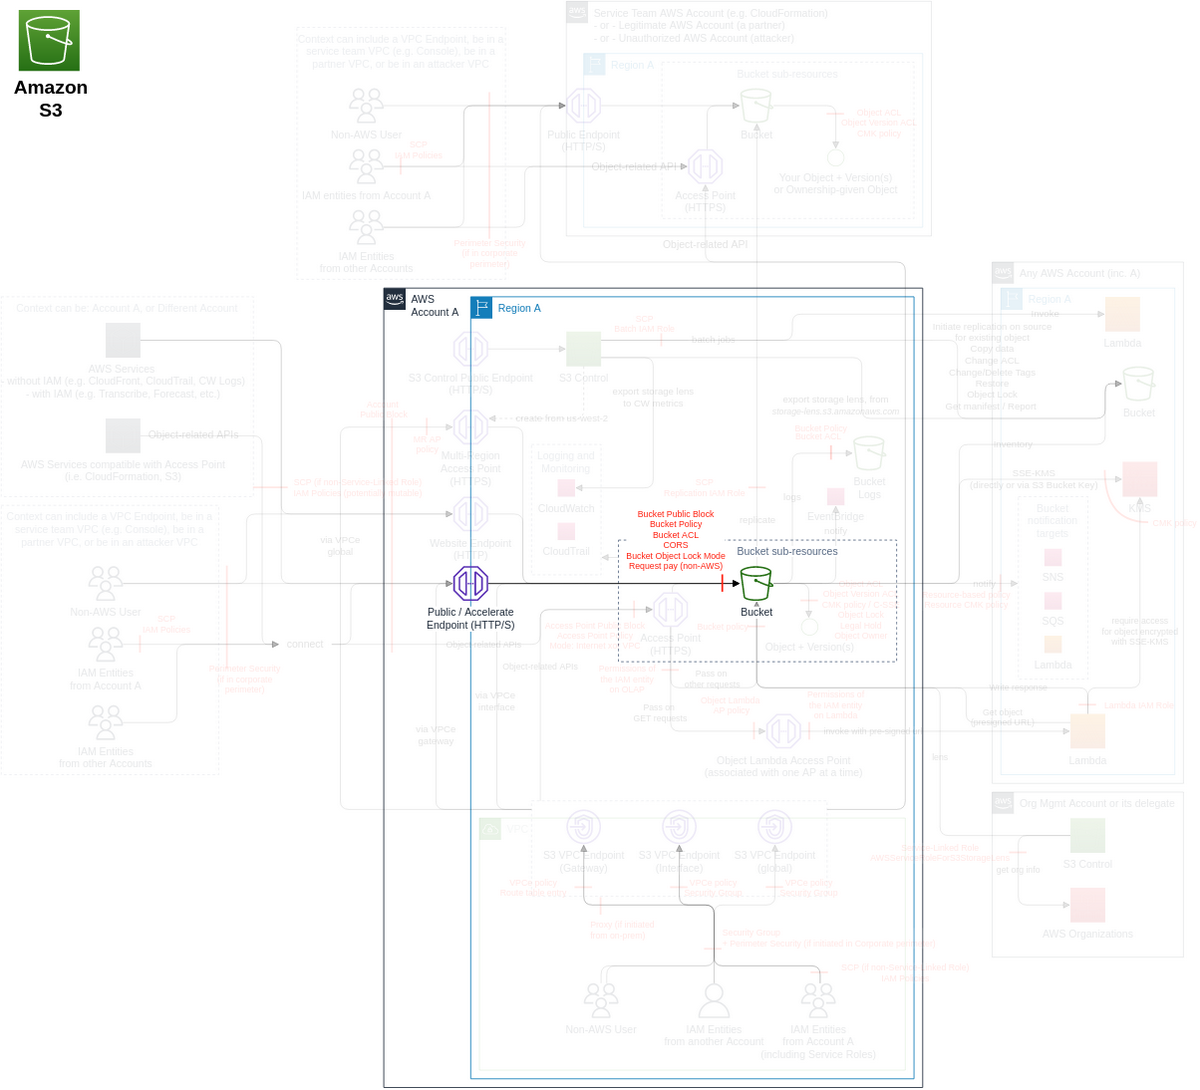 Amazon
S3
Context can include a VPC Endpoint, be in a
service team VPC (e.g. Console), be in a
partner VPC, or be in an attacker VPC
Non-AWS User
SCP
IAM Policies
IAM entities from Account A
IAM Entities
from other Accounts
Perimeter Security
(if in corporate
perimeter)
Service Team AWS Account (e.g. CloudFormation)
- or - Legitimate AWS Account (a partner)
- or - Unauthorized AWS Account (attacker)
Region A
Bucket sub-resources
Public Endpoint
(HTTP/S)
Bucket
Object ACL
Object Version ACL
CMK policy
Object-related API
Access Point
(HTTPS)
Your Object + Version(s)
or Ownership-given Object
Object-related API
Context can be: Account A, or Different Account
AWS Services
- without IAM (e.g. CloudFront, CloudTrail, CW Logs)
- with IAM (e.g. Transcribe, Forecast, etc.)
Object-related APIs
AWS Services compatible with Access Point
(i.e. CloudFormation, S3)
SCP (if non-Service-Linked Role)
IAM Policies (potentially mutable)
Context can include a VPC Endpoint, be in a
service team VPC (e.g. Console), be in a
partner VPC, or be in an attacker VPC
Non-AWS User
SCP
IAM Policies
IAM Entities
from Account A
IAM Entities
from other Accounts
Perimeter Security
(if in corporate
perimeter)
connect
via VPCe
global
Account
Public Block
AWS
Account A
Region A
S3 Control Public Endpoint
(HTTP/S)
S3 Control
SCP
Batch IAM Role
batch jobs
export storage lens
to CW metrics
create from us-west-2
MR AP
policy
Multi-Region
Access Point
(HTTP/S)
Website Endpoint
(HTTP)
Logging and
Monitoring
CloudWatch
CloudTrail
export storage lens, from
storage-lens.s3.amazonaws.com
Bucket Policy
Bucket ACL
Bucket
Logs
logs
SCP
Replication IAM Role
replicate
EventBridge
notify
Bucket Public Block
Bucket Policy
Bucket ACL
CORS
Bucket Object Lock Mode
Request pay (non-AWS)
Bucket sub-resources
Public / Accelerate
Endpoint (HTTP/S)
Bucket
Object ACL
Object Version ACL
Object Lock
Legal Hold
Object Owner
Object + Version(s)
Bucket policy
Access Point
(HTTPS)
Access Point Public Block
Access Point Policy
Object-related APIs
Object-related APIs
Permissions of
the IAM entity
on OLAP
Pass on
other requests
Pass on
GET requests
Object Lambda
AP policy
Permissions of
the IAM entity
on Lambda
invoke with pre-signed url
Object Lambda Access Point
(associated with one AP at a time)
via VPCe
interface
via VPCe
gateway
VPC
S3 VPC Endpoint
(Gateway)
S3 VPC Endpoint
(Interface)
S3 VPC Endpoint
(global)
VPCe policy
Route table entry
VPCe policy
Security Group
VPCe policy
Security Group
Proxy (if initiated
from on-prem)
Security Group
+ Perimeter Security (if initiated in Corporate perimeter)
SCP (if non-Service-Linked Role)
IAM Policies
Non-AWS User
IAM Entities
from another Account
IAM Entities
from Account A
(including Service Roles)
Any AWS Account (inc. A)
Region A
invoke
Lambda
Initiate replication on source
for existing object
Copy data
Change ACL
Change/Delete Tags
Restore
Object Lock
Get manifest / Report
Bucket
inventory
SSE-KMS
(directly or via S3 Bucket Key)
KMS
CMK policy
Bucket
notification
targets
SNS
SQS
Lambda
notify
Resource-based policy
Resource CMK policy
require access
for object encrypted
with SSE-KMS
Write response
Get object
(presigned URL)
Lambda IAM Role
Lambda
lens
Org Mgmt Account or its delegate
Service-Linked Role
S3 Control
get org info
AWS Organizations